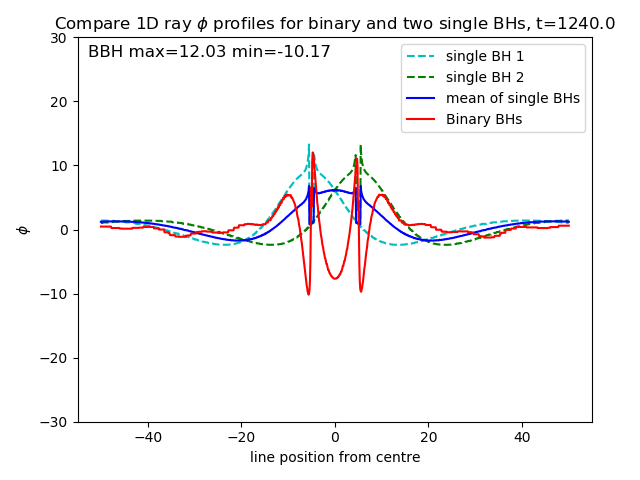 Compare 1D ray ϕ profiles for binary and two single BHs, t=1240.0
BBH max=12.03 min=-10.17
single BH 1
single BH 2
mean of single BHs
Binary BHs
30
20
10
0
−10
−20
−30
ϕ
−40
−20
0
20
40
line position from centre